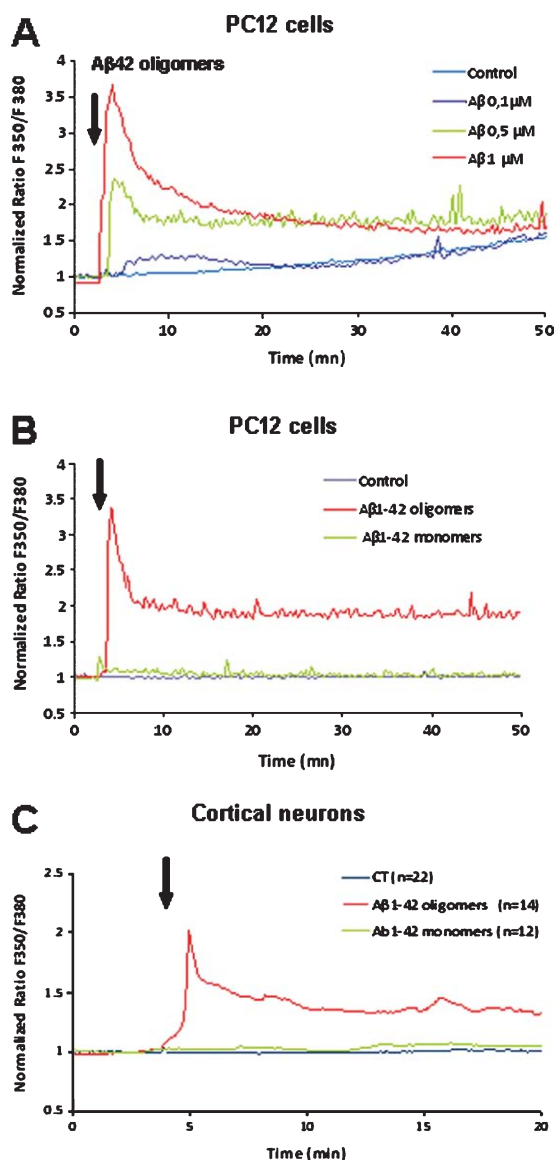 A
PC12 cells
Aβ42 oligomers
Control
Aβ 0,1µM
Aβ 0,5 µM
Aβ 1 µM
Normalized Ratio F 350/F 380
4
3.5
3
2.5
2
1.5
1
0.5
0
10
20
30
40
50
Time (mn)
B
PC12 cells
Control
Aβ1-42 oligomers
Aβ1-42 monomers
Normalized Ratio F350/F380
4
3.5
3
2.5
2
1.5
1
0.5
0
10
20
30
40
50
Time (mn)
C
Cortical neurons
CT (n=22)
Aβ1-42 oligomers (n=14)
Ab1-42 monomers (n=12)
Normalized Ratio F350/F380
2.5
2
1.5
1
0.5
0
5
10
15
20
Time (min)